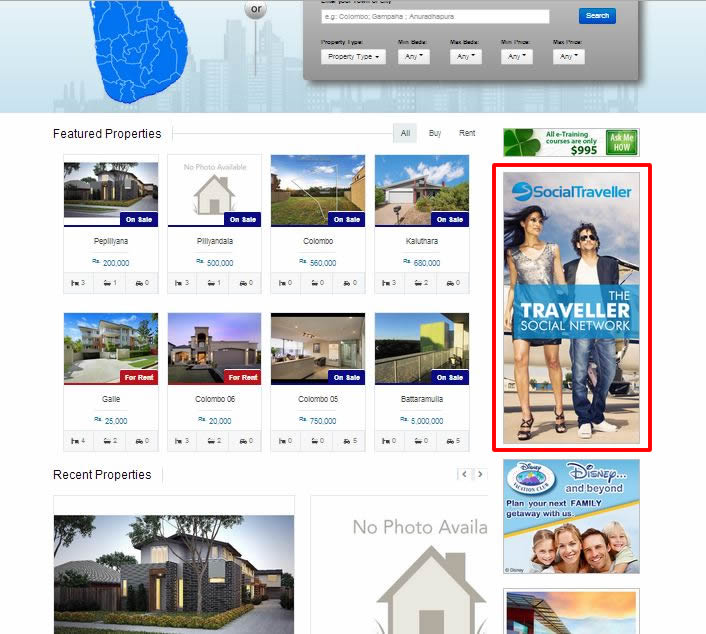 Enter your Town or City
or
e.g: Colombo; Gampaha ; Anuradhapura
Search
Property Type: Min Beds: Max Beds: Min Price: Max Price:
Property Type Any Any Any Any
Featured Properties All Buy Rent
No Photo Available
On Sale On Sale On Sale On Sale
Pepiliyana Piliyandala Colombo Kaluthara
Rs. 200,000 Rs. 500,000 Rs. 560,000 Rs. 680,000
3 1 0 3 1 0 0 0 0 3 2 0
For Rent For Rent On Sale On Sale
Galle Colombo 06 Colombo 05 Battaramulla
Rs. 25,000 Rs. 20,000 Rs. 750,000 Rs. 5,000,000
4 2 0 3 2 0 0 0 5 0 0 5
Recent Properties
No Photo Availa
All e-Training
courses are only
$995
Ask Me
HOW
SocialTraveller
THE
TRAVELLER
SOCIAL NETWORK
Disney
VACATION CLUB
Disney...
and beyond
Plan your next FAMILY
getaway with us.
© Disney